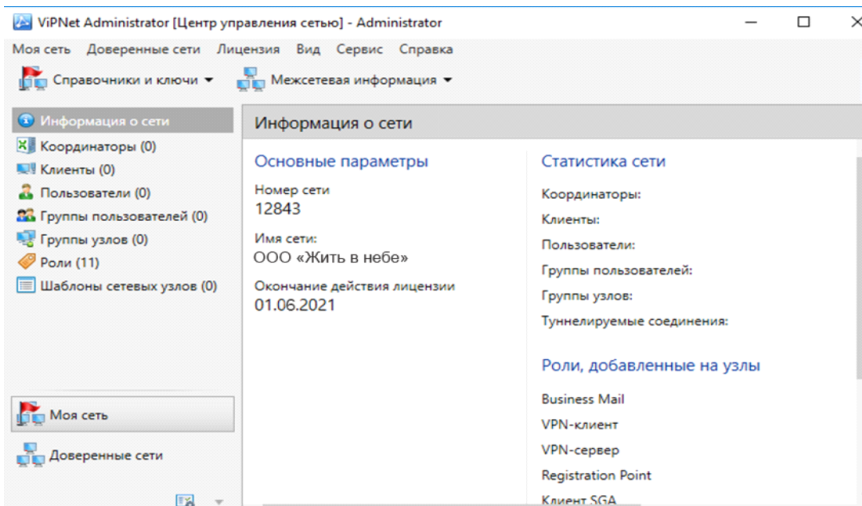 ViPNet Administrator [Центр управления сетью] - Administrator
Моя сеть Доверенные сети Лицензия Вид Сервис Справка
Справочники и ключи Межсетевая информация
Информация о сети
Координаторы (0)
Клиенты (0)
Пользователи (0)
Группы пользователей (0)
Группы узлов (0)
Роли (11)
Шаблоны сетевых узлов (0)
Моя сеть
Доверенные сети
Информация о сети
Основные параметры
Номер сети
12843
Имя сети:
ООО «Жить в небе»
Окончание действия лицензии
01.06.2021
Статистика сети
Координаторы:
Клиенты:
Пользователи:
Группы пользователей:
Группы узлов:
Туннелируемые соединения:
Роли, добавленные на узлы
Business Mail
VPN-клиент
VPN-сервер
Registration Point
Клиент SGA